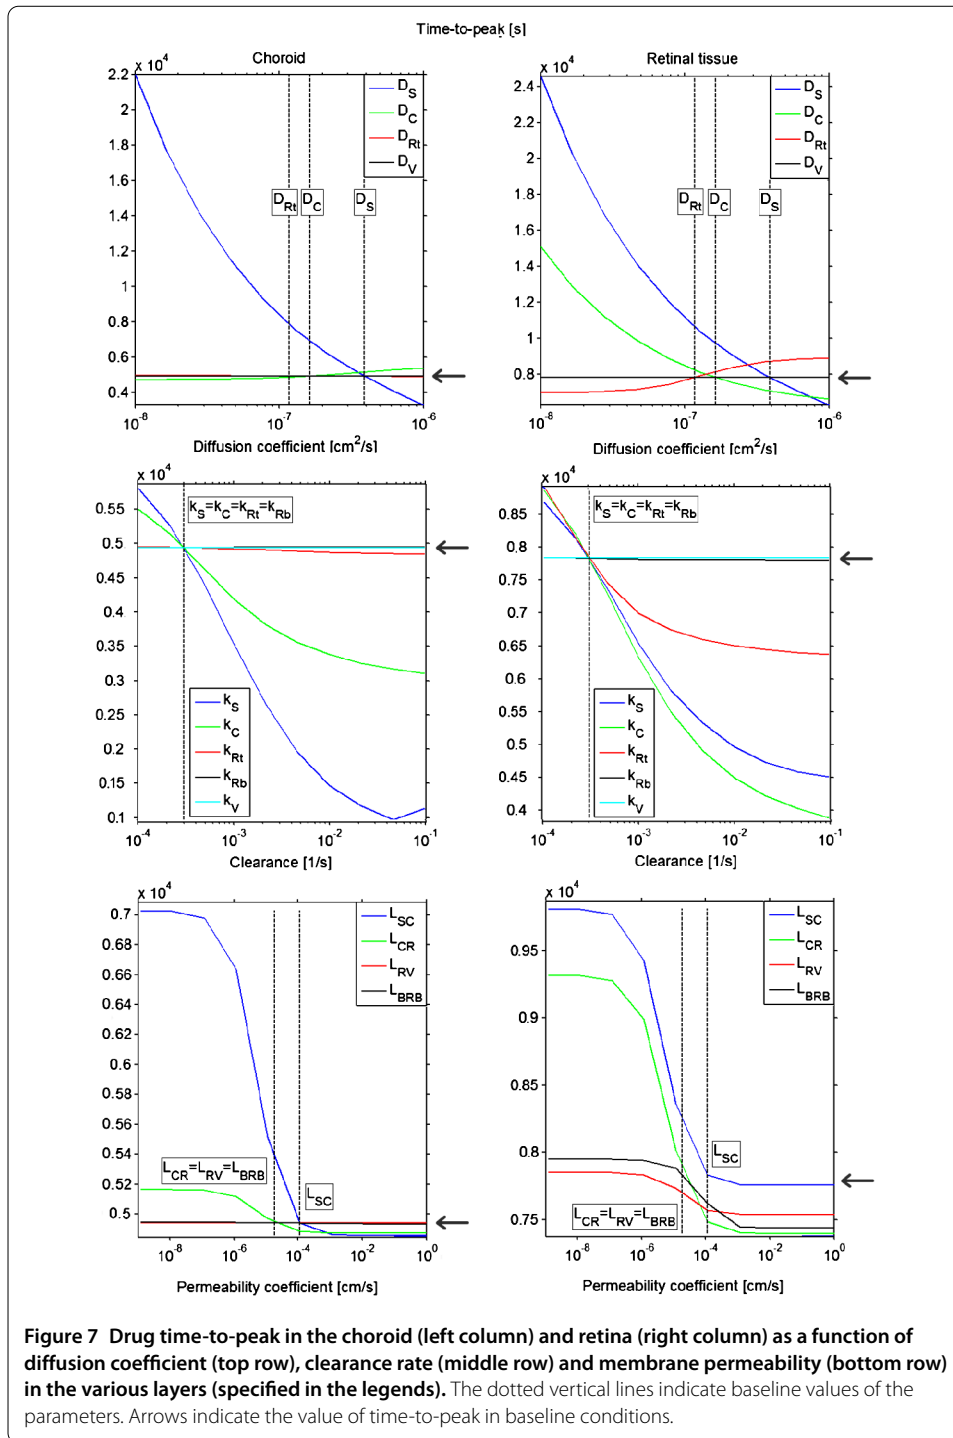 Time-to-peak [s]
Choroid
x 10^4
2.2
2
1.8
1.6
1.4
1.2
1
0.8
0.6
0.4
D_S
D_C
D_Rt
D_V
D_Rt D_C D_S
10^-8 10^-7 10^-6
Diffusion coefficient [cm^2/s]
Retinal tissue
x 10^4
2.4
2.2
2
1.8
1.6
1.4
1.2
1
0.8
D_S
D_C
D_Rt
D_V
D_Rt D_C D_S
10^-8 10^-7 10^-6
Diffusion coefficient [cm^2/s]
x 10^4
0.55
0.5
0.4
0.4
0.3
0.3
0.2
0.2
0.1
k_S=k_C=k_Rt=k_Rb
k_S
k_C
k_Rt
k_Rb
k_V
10^-4 10^-3 10^-2 10^-1
Clearance [1/s]
x 10^4
0.85
0.8
0.7
0.7
0.6
0.6
0.5
0.5
0.4
k_S=k_C=k_Rt=k_Rb
k_S
k_C
k_Rt
k_Rb
k_V
10^-4 10^-3 10^-2 10^-1
Clearance [1/s]
x 10^4
0.7
0.68
0.66
0.64
0.62
0.6
0.58
0.56
0.54
0.52
0.5
L_SC
L_CR
L_RV
L_BRB
L_CR=L_RV=L_BRB
L_SC
10^-8 10^-6 10^-4 10^-2 10^0
Permeability coefficient [cm/s]
x 10^4
0.95
0.9
0.85
0.8
0.75
L_SC
L_CR
L_RV
L_BRB
L_SC
L_CR=L_RV=L_BRB
10^-8 10^-6 10^-4 10^-2 10^0
Permeability coefficient [cm/s]
Figure 7 Drug time-to-peak in the choroid (left column) and retina (right column) as a function of
diffusion coefficient (top row), clearance rate (middle row) and membrane permeability (bottom row)
in the various layers (specified in the legends). The dotted vertical lines indicate baseline values of the
parameters. Arrows indicate the value of time-to-peak in baseline conditions.